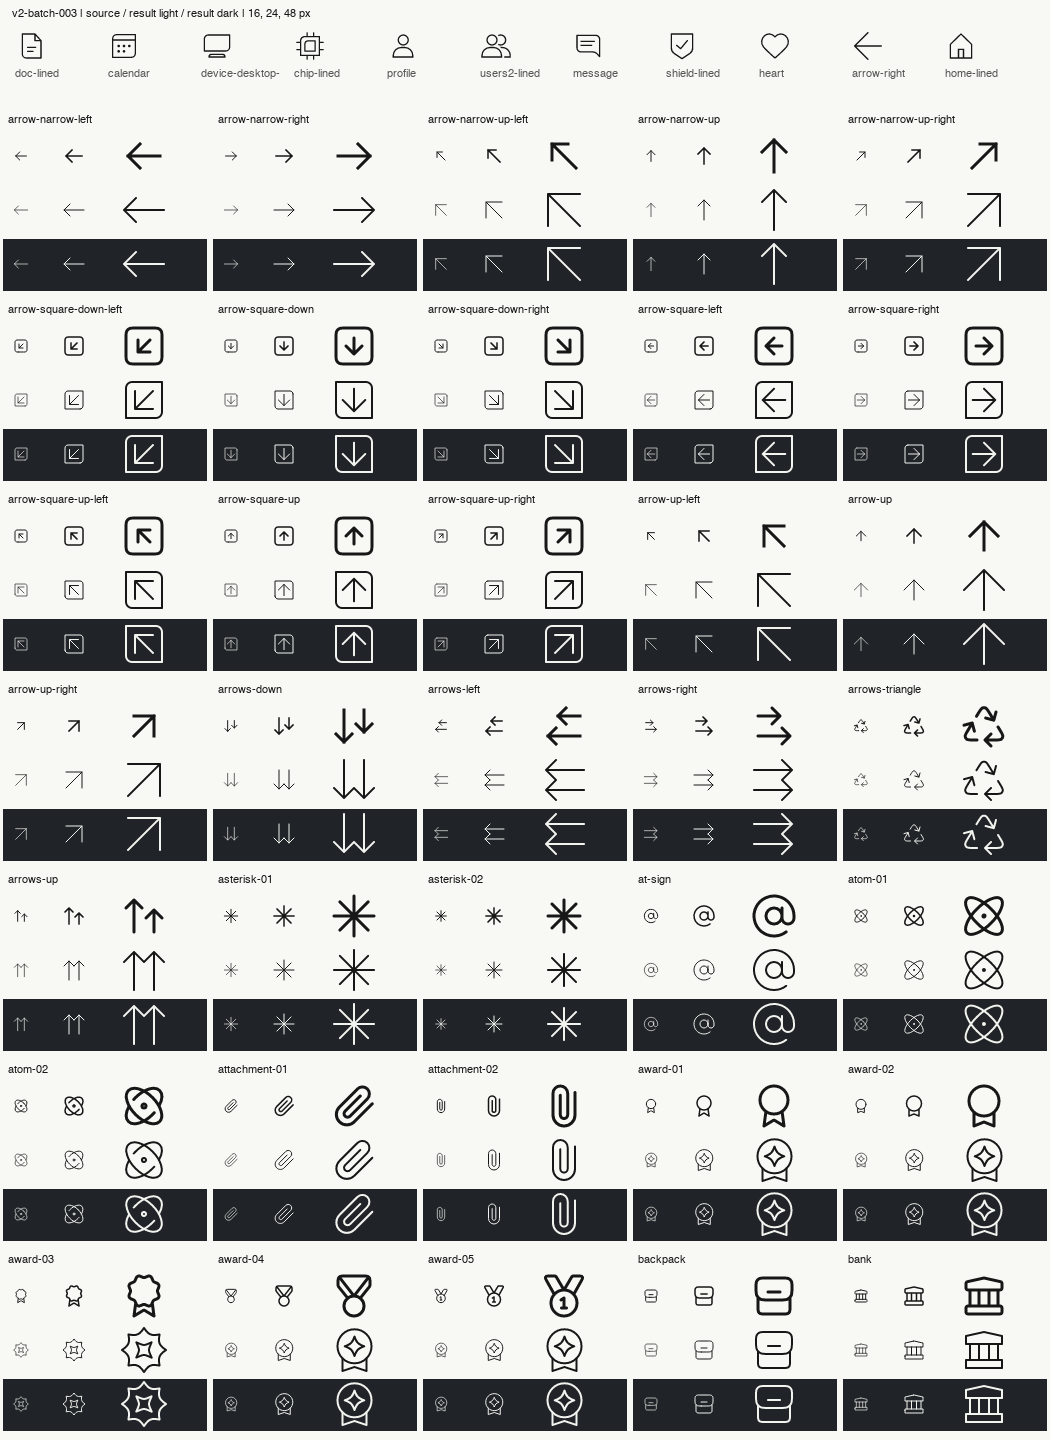 v2-batch-003 | source / result light / result dark | 16, 24, 48 px
doc-lined calendar device-desktop- chip-lined profile users2-lined message shield-lined heart arrow-right home-lined
arrow-narrow-left arrow-narrow-right arrow-narrow-up-left arrow-narrow-up arrow-narrow-up-right
arrow-square-down-left arrow-square-down arrow-square-down-right arrow-square-left arrow-square-right
arrow-square-up-left arrow-square-up arrow-square-up-right arrow-up-left arrow-up
arrow-up-right arrows-down arrows-left arrows-right arrows-triangle
arrows-up asterisk-01 asterisk-02 at-sign atom-01
atom-02 attachment-01 attachment-02 award-01 award-02
award-03 award-04 award-05 backpack bank